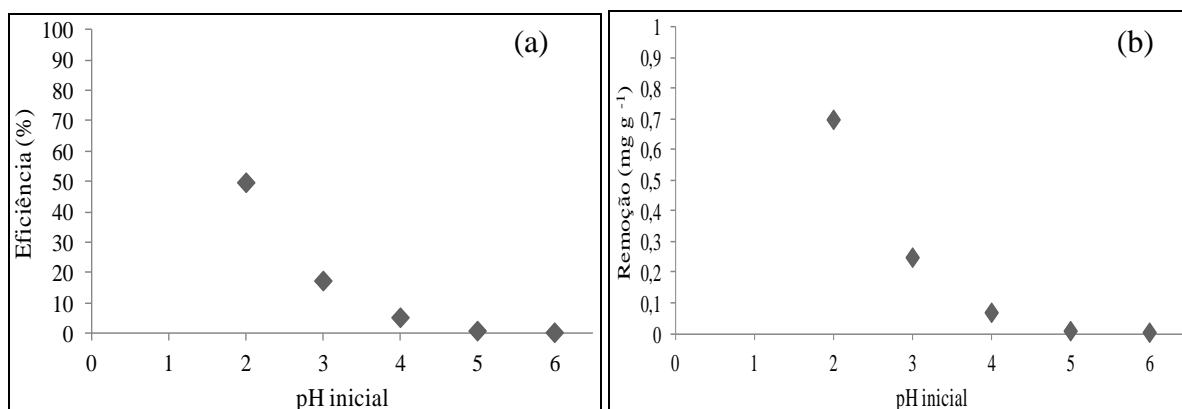 (a)
Eficiência (%)
100
90
80
70
60
50
40
30
20
10
0
0 1 2 3 4 5 6
pH inicial
(b)
Remoção (mg g -1)
1
0,9
0,8
0,7
0,6
0,5
0,4
0,3
0,2
0,1
0
0 1 2 3 4 5 6
pH inicial